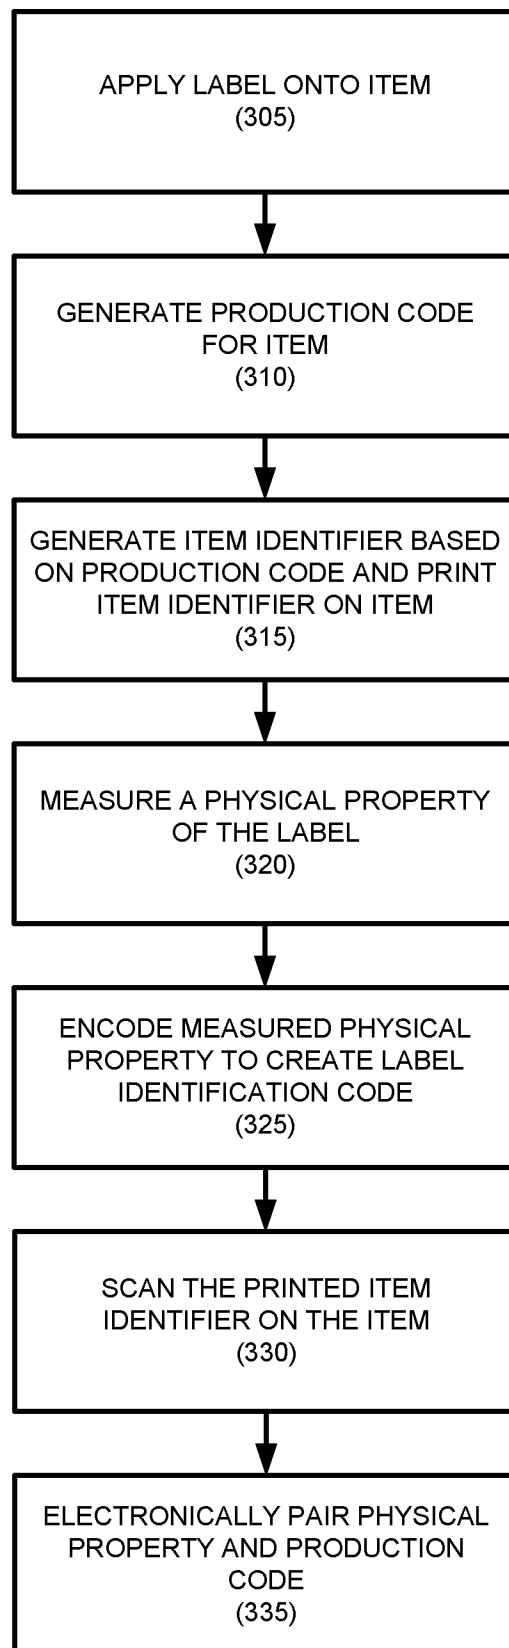 APPLY LABEL ONTO ITEM
(305)
GENERATE PRODUCTION CODE
FOR ITEM
(310)
GENERATE ITEM IDENTIFIER BASED
ON PRODUCTION CODE AND PRINT
ITEM IDENTIFIER ON ITEM
(315)
MEASURE A PHYSICAL PROPERTY
OF THE LABEL
(320)
ENCODE MEASURED PHYSICAL
PROPERTY TO CREATE LABEL
IDENTIFICATION CODE
(325)
SCAN THE PRINTED ITEM
IDENTIFIER ON THE ITEM
(330)
ELECTRONICALLY PAIR PHYSICAL
PROPERTY AND PRODUCTION
CODE
(335)